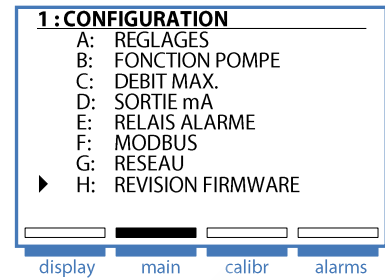 1 : CONFIGURATION
A: REGLAGES
B: FONCTION POMPE
C: DEBIT MAX.
D: SORTIE mA
E: RELAIS ALARME
F: MODBUS
G: RESEAU
H: REVISION FIRMWARE
display main calibr alarms